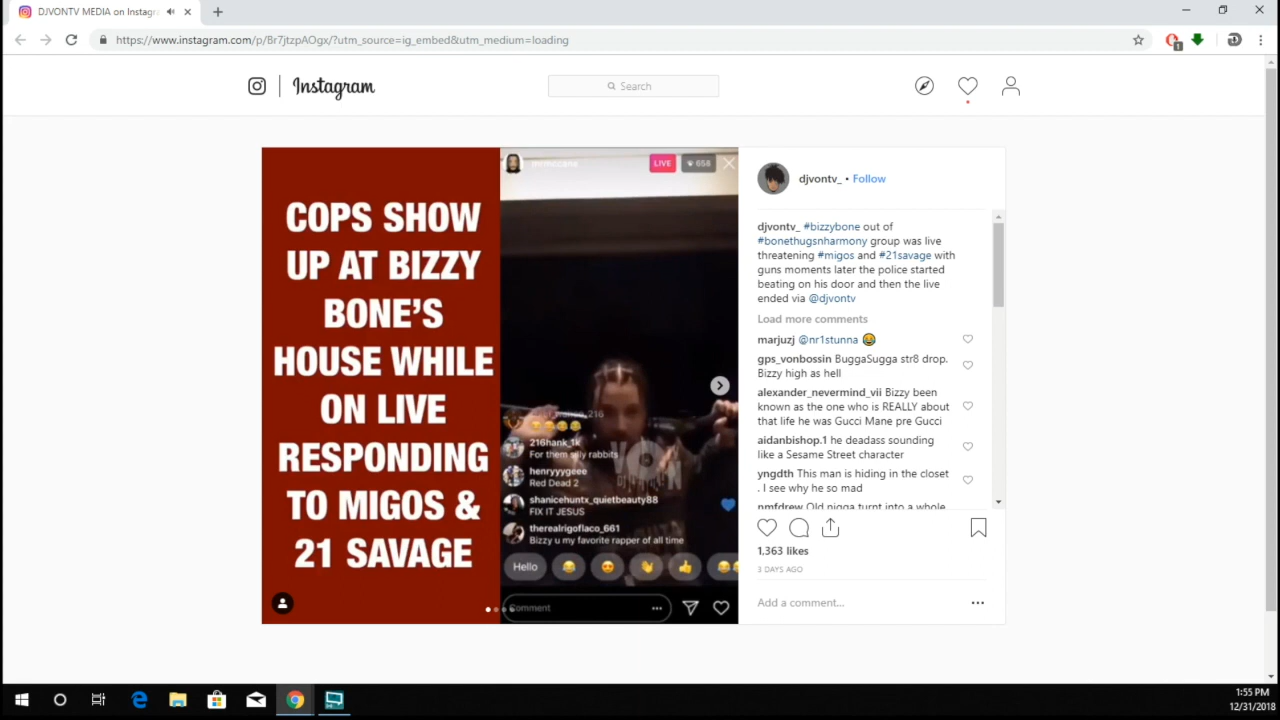 DJVONTV MEDIA on Instagr
https://www.instagram.com/p/Br7jtzpAOgx/?utm_source=ig_embed&utm_medium=loading
1
Instagram
Search
COPS SHOW
UP AT BIZZY
BONE'S
HOUSE WHILE
ON LIVE
RESPONDING
TO MIGOS &
21 SAVAGE
mrmccane
LIVE
658
216hank_1k
For them silly rabbits
henryyygeee
Red Dead 2
shanicehuntx_quietbeauty88
FIX IT JESUS
therealrigoflaco_661
Bizzy u my favorite rapper of all time
Hello
Comment
djvontv_ • Follow
djvontv_ #bizzybone out of
#bonethugsnharmony group was live
threatening #migos and #21savage with
guns moments later the police started
beating on his door and then the live
ended via @djvontv
Load more comments
marjuzj @nr1stunna 😂
gps_vonbossin BuggaSugga str8 drop.
Bizzy high as hell
alexander_nevermind_vii Bizzy been
known as the one who is REALLY about
that life he was Gucci Mane pre Gucci
aidanbishop.1 he deadass sounding
like a Sesame Street character
yngdth This man is hiding in the closet
. I see why he so mad
nmfdrew Old nigga turnt into a whole
1,363 likes
3 DAYS AGO
Add a comment...
1:55 PM
12/31/2018